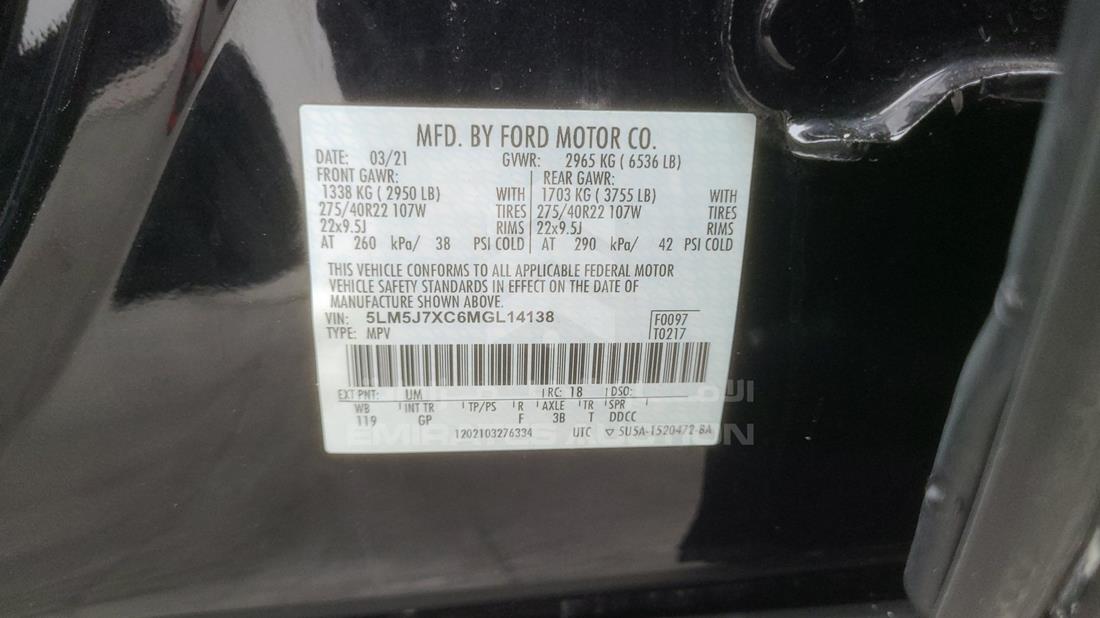 MFD. BY FORD MOTOR CO.
DATE: 03/21 GVWR: 2965 KG ( 6536 LB)
FRONT GAWR: REAR GAWR:
1338 KG ( 2950 LB) WITH 1703 KG ( 3755 LB) WITH
275/40R22 107W TIRES 275/40R22 107W TIRES
22x9.5J RIMS 22x9.5J RIMS
AT 260 kPa/ 38 PSI COLD AT 290 kPa/ 42 PSI COLD
THIS VEHICLE CONFORMS TO ALL APPLICABLE FEDERAL MOTOR
VEHICLE SAFETY STANDARDS IN EFFECT ON THE DATE OF
MANUFACTURE SHOWN ABOVE.
VIN: 5LM5J7XC6MGL14138 F0097
TYPE: MPV T0217
EXT PNT: UM RC: 18 DSO:
WB INT TR TP/PS R AXLE TR SPR
119 GP F 3B T DDCC
1202103276334 UTC ▽ 5U5A-1520472-BA
EMIRATES AUCTION